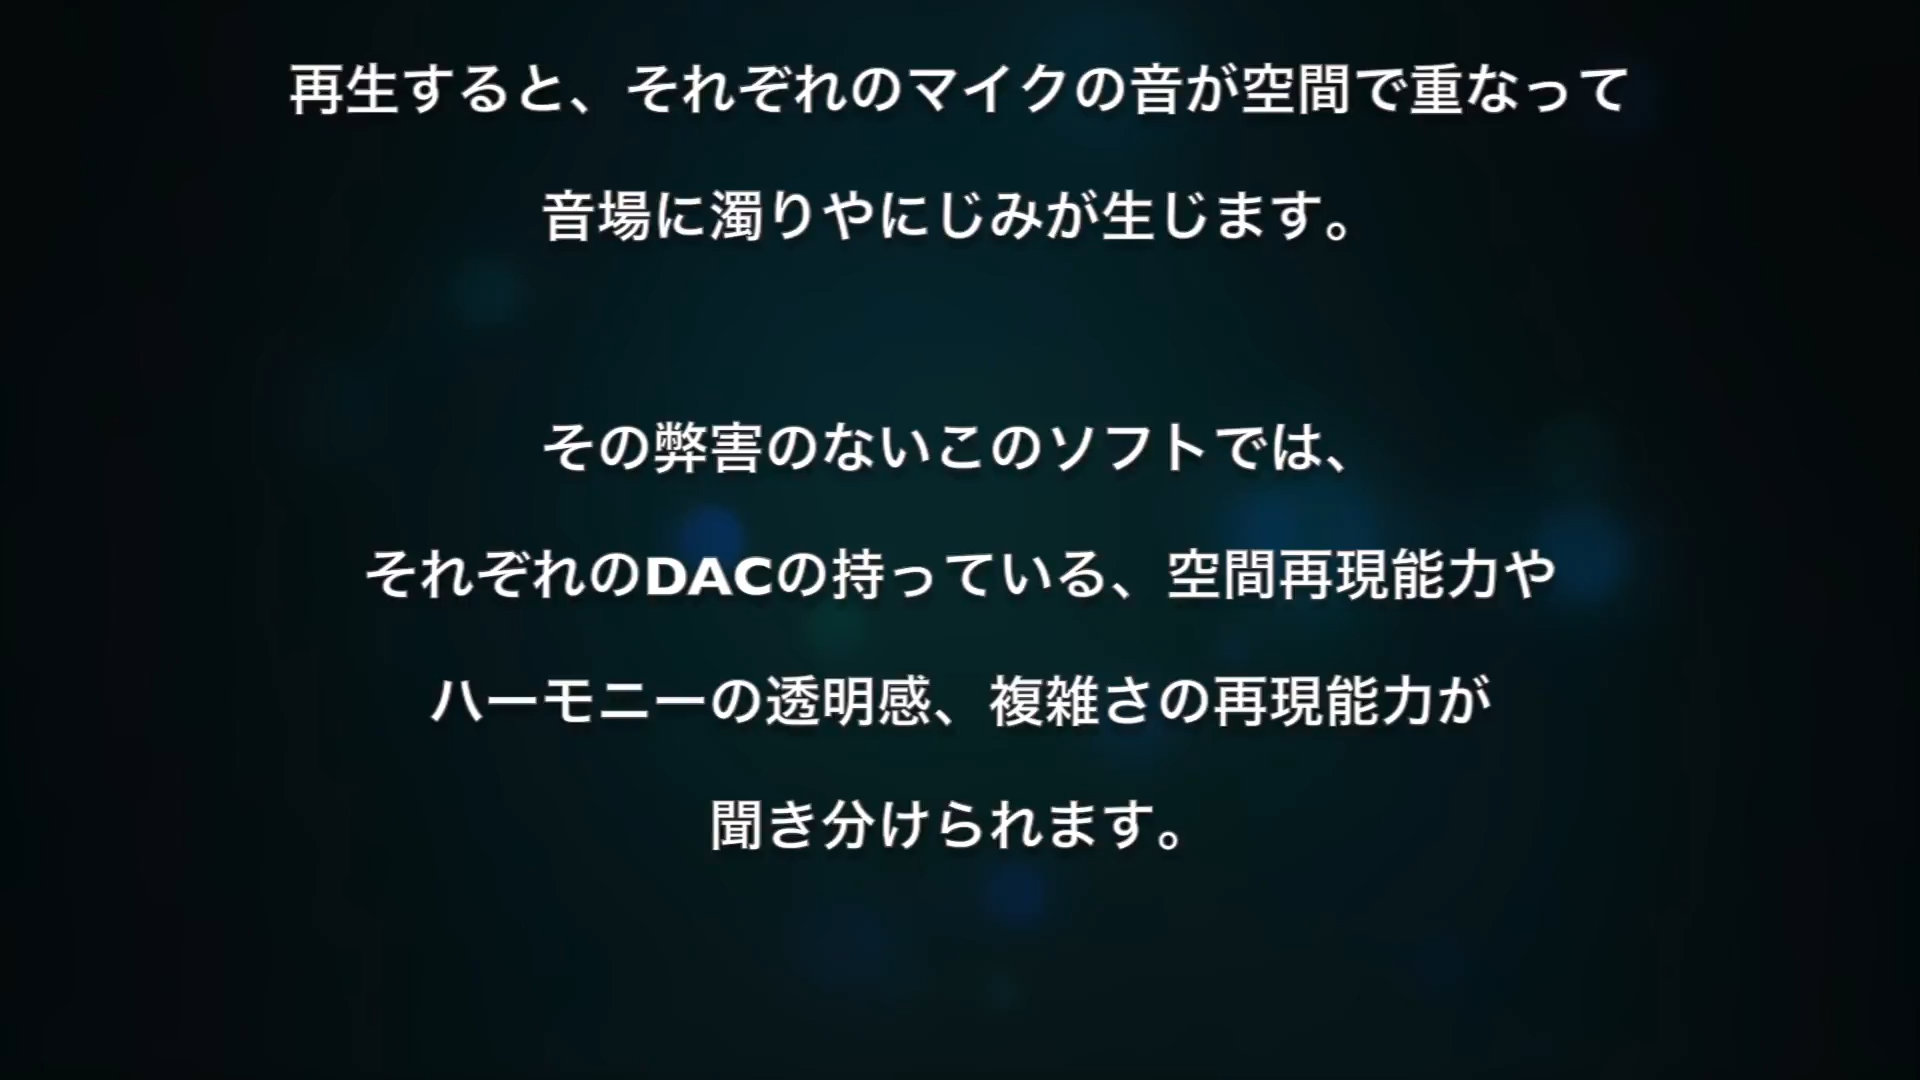 再生すると、それぞれのマイクの音が空間で重なって
音場に濁りやにじみが生じます。
その弊害のないこのソフトでは、
それぞれのDACの持っている、空間再現能力や
ハーモニーの透明感、複雑さの再現能力が
聞き分けられます。